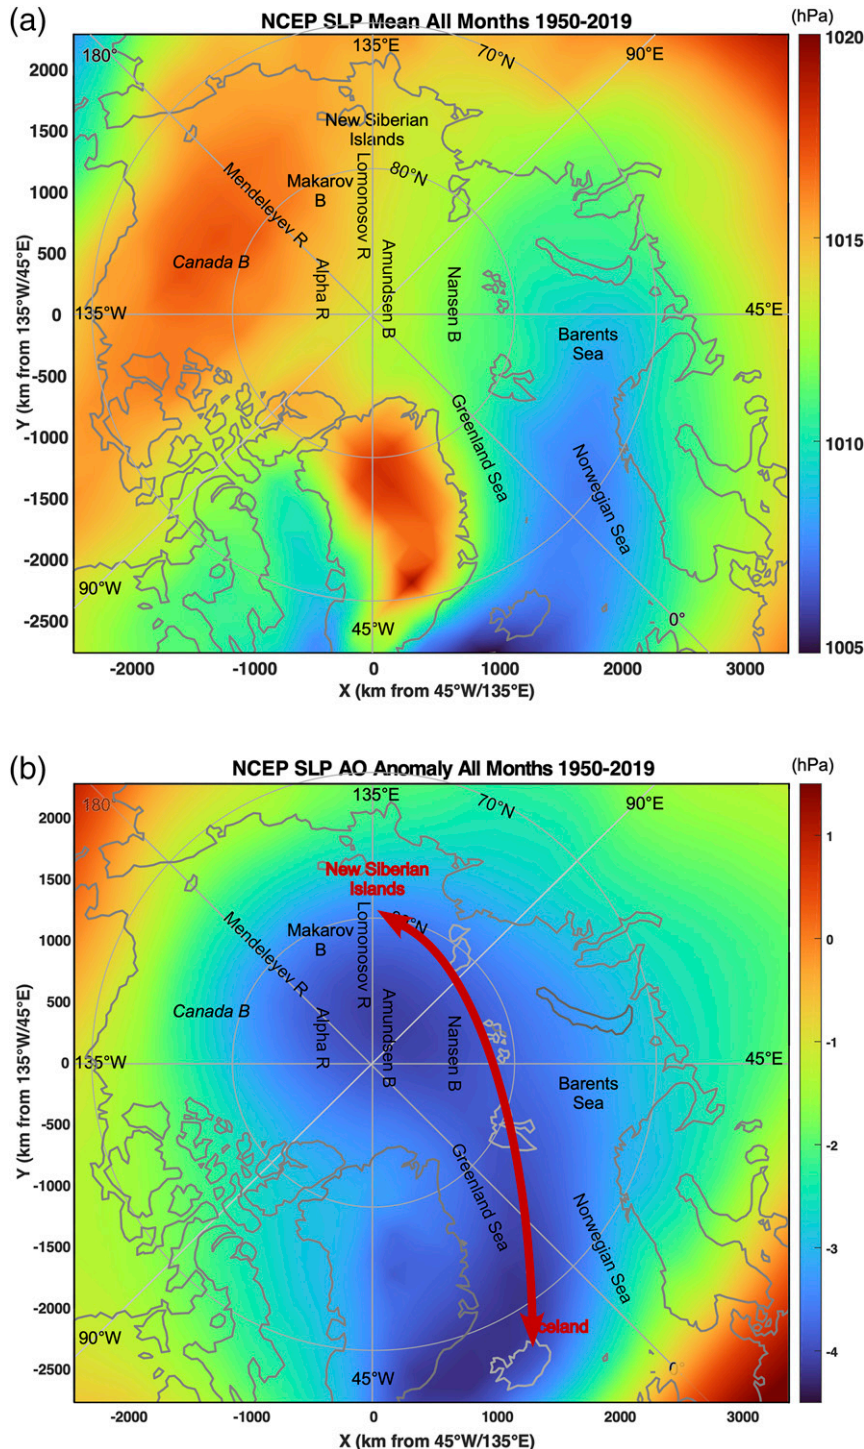 (a)
NCEP SLP Mean All Months 1950-2019
(hPa)
180°
135°E
70°N
90°E
2000
1500
1000
500
0
-500
-1000
-1500
-2000
-2500
Y (km from 135°W/45°E)
New Siberian
Islands
80°N
Mendeleyev R
Makarov
B
Lomonosov R
Canada B
Alpha R
Amundsen B
Nansen B
135°W
45°E
Barents
Sea
Greenland Sea
Norwegian Sea
90°W
45°W
0°
1020
1015
1010
1005
-2000
-1000
0
1000
2000
3000
X (km from 45°W/135°E)
(b)
NCEP SLP AO Anomaly All Months 1950-2019
(hPa)
180°
135°E
70°N
90°E
2000
1500
1000
500
0
-500
-1000
-1500
-2000
-2500
Y (km from 135°W/45°E)
New Siberian
Islands
80°N
Mendeleyev R
Makarov
B
Lomonosov R
Canada B
Alpha R
Amundsen B
Nansen B
135°W
45°E
Barents
Sea
Greenland Sea
Norwegian Sea
Iceland
90°W
45°W
0°
1
0
-1
-2
-3
-4
-2000
-1000
0
1000
2000
3000
X (km from 45°W/135°E)